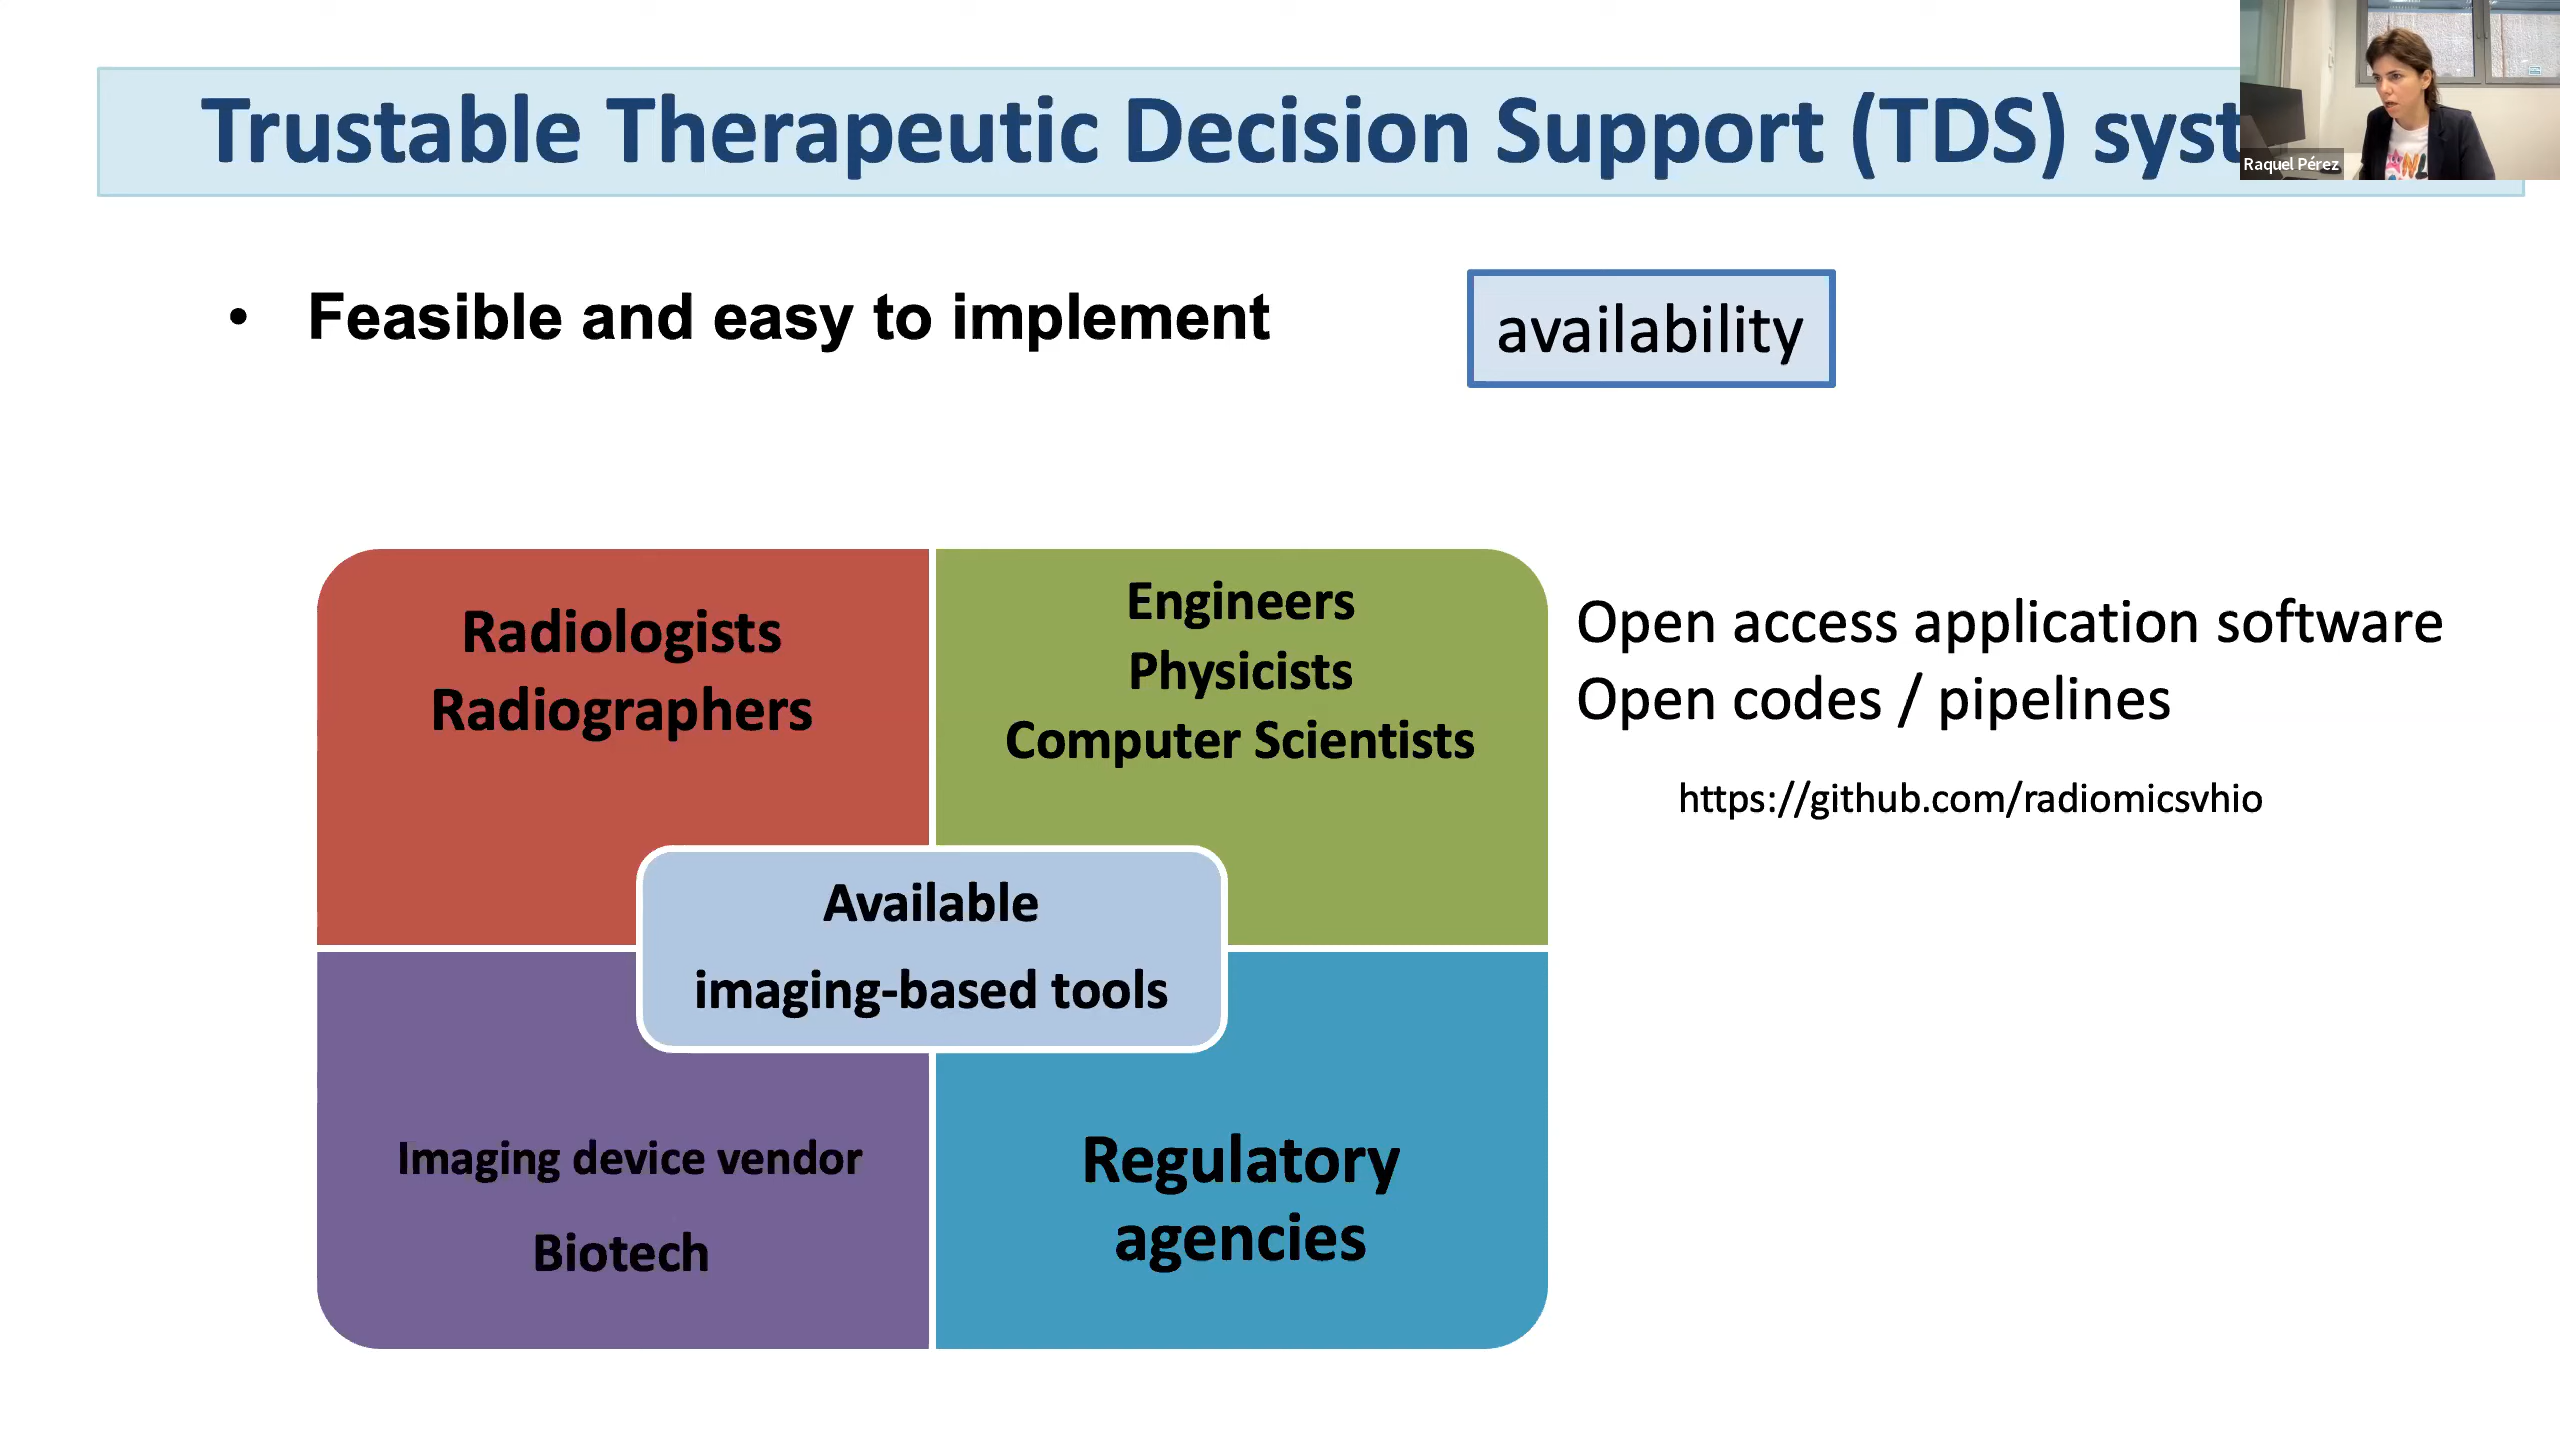 Trustable Therapeutic Decision Support (TDS) syst
Raquel Pérez
• Feasible and easy to implement
availability
Radiologists
Radiographers
Engineers
Physicists
Computer Scientists
Open access application software
Open codes / pipelines
https://github.com/radiomicsvhio
Available
imaging-based tools
Imaging device vendor
Biotech
Regulatory
agencies